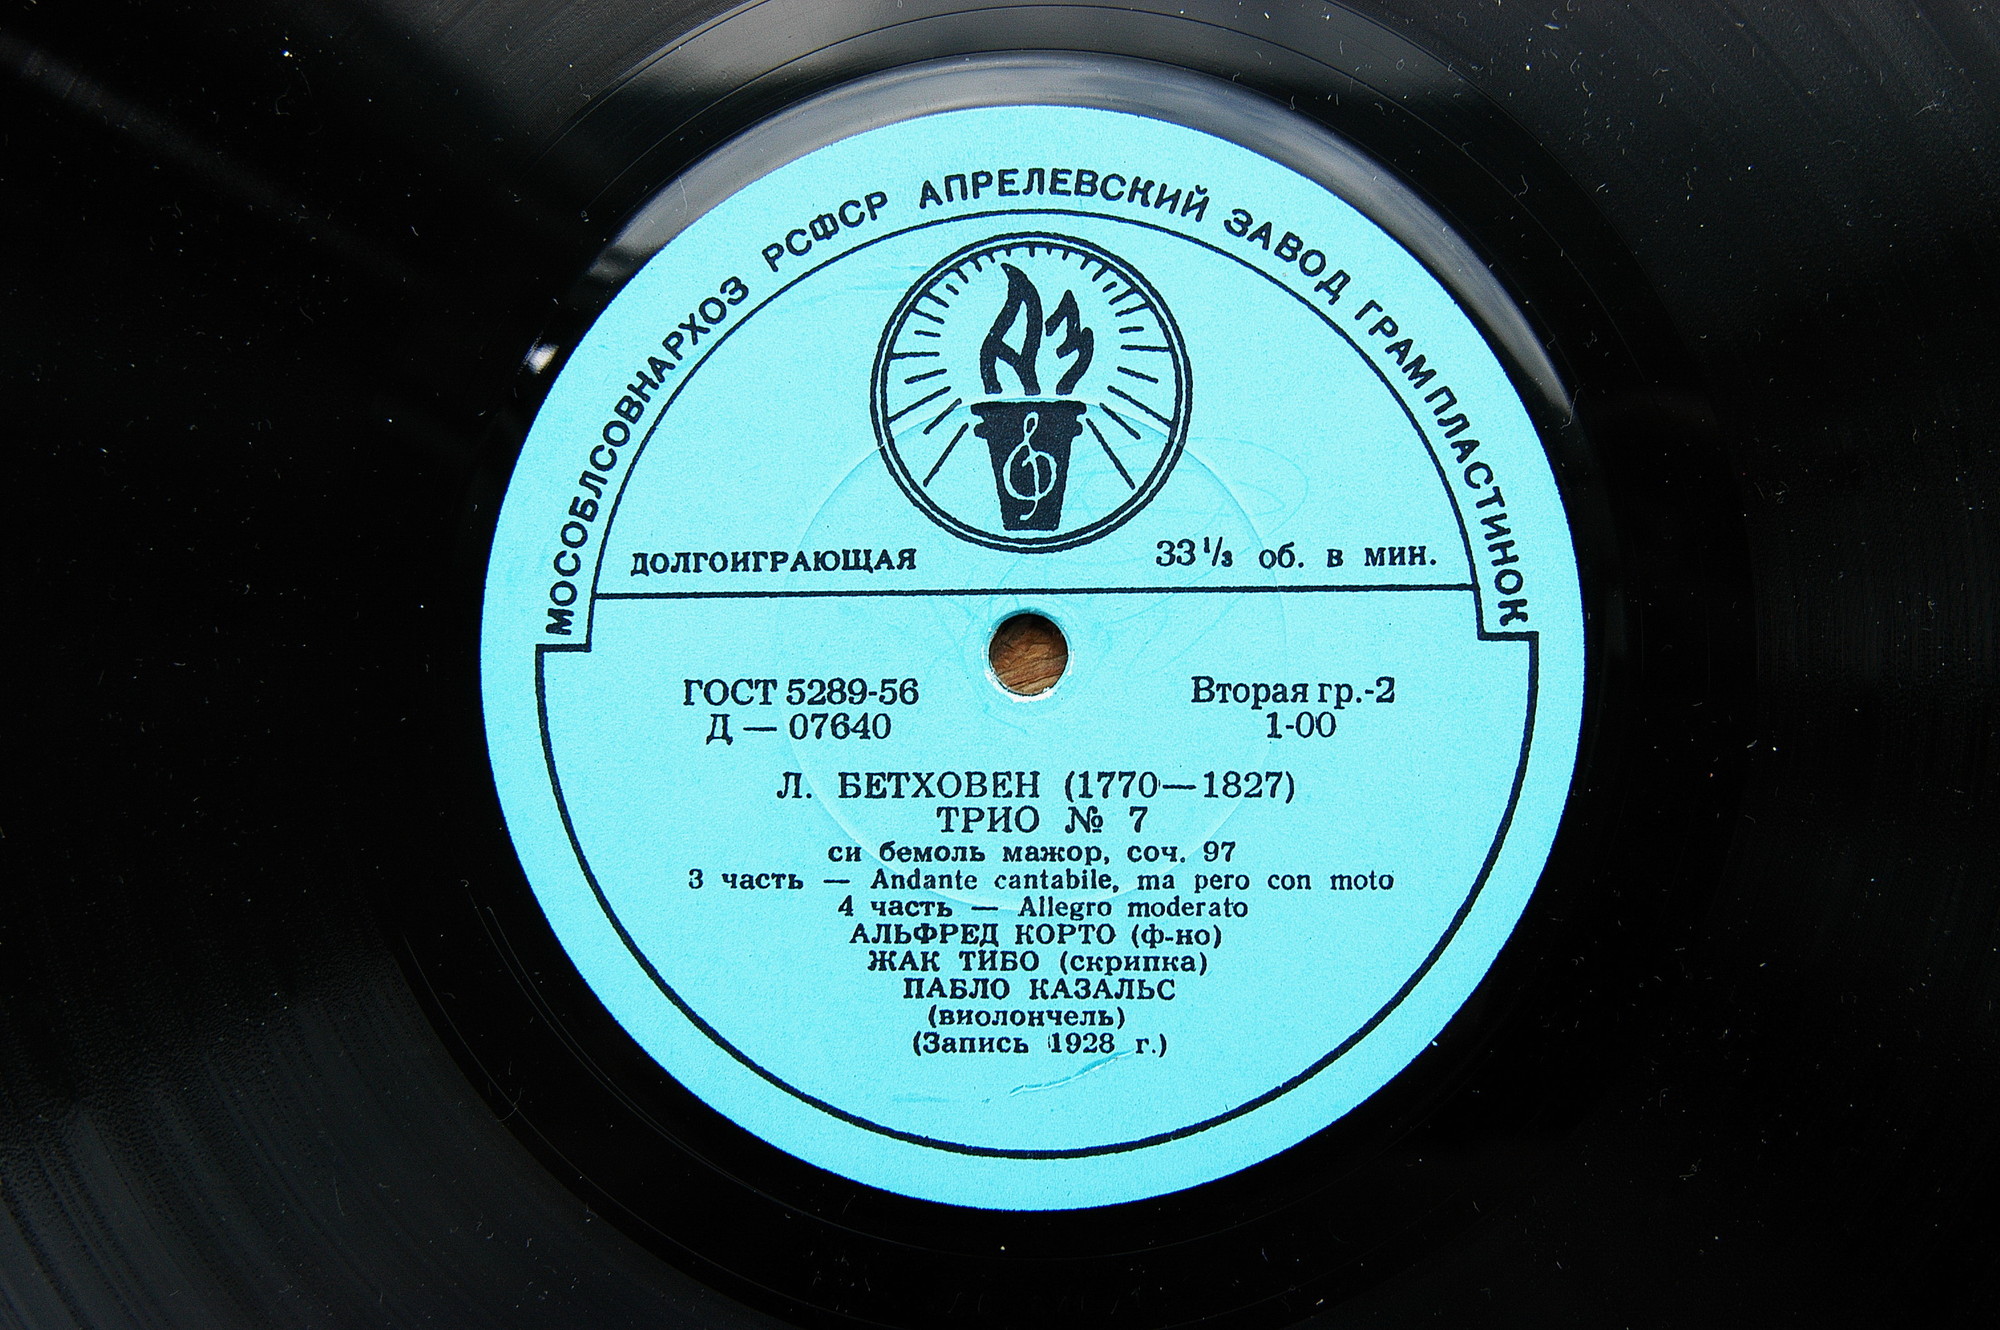 МОСОБЛСОВНАРХОЗ РСФСР АПРЕЛЕВСКИЙ ЗАВОД ГРАМПЛАСТИНОК
АЗ
ДОЛГОИГРАЮЩАЯ 33 1/3 об. в мин.
ГОСТ 5289-56 Вторая гр.-2
Д — 07640 1-00
Л. БЕТХОВЕН (1770—1827)
ТРИО № 7
си бемоль мажор, соч. 97
3 часть — Andante cantabile, ma pero con moto
4 часть — Allegro moderato
АЛЬФРЕД КОРТО (ф-но)
ЖАК ТИБО (скрипка)
ПАБЛО КАЗАЛЬС
(виолончель)
(Запись 1928 г.)